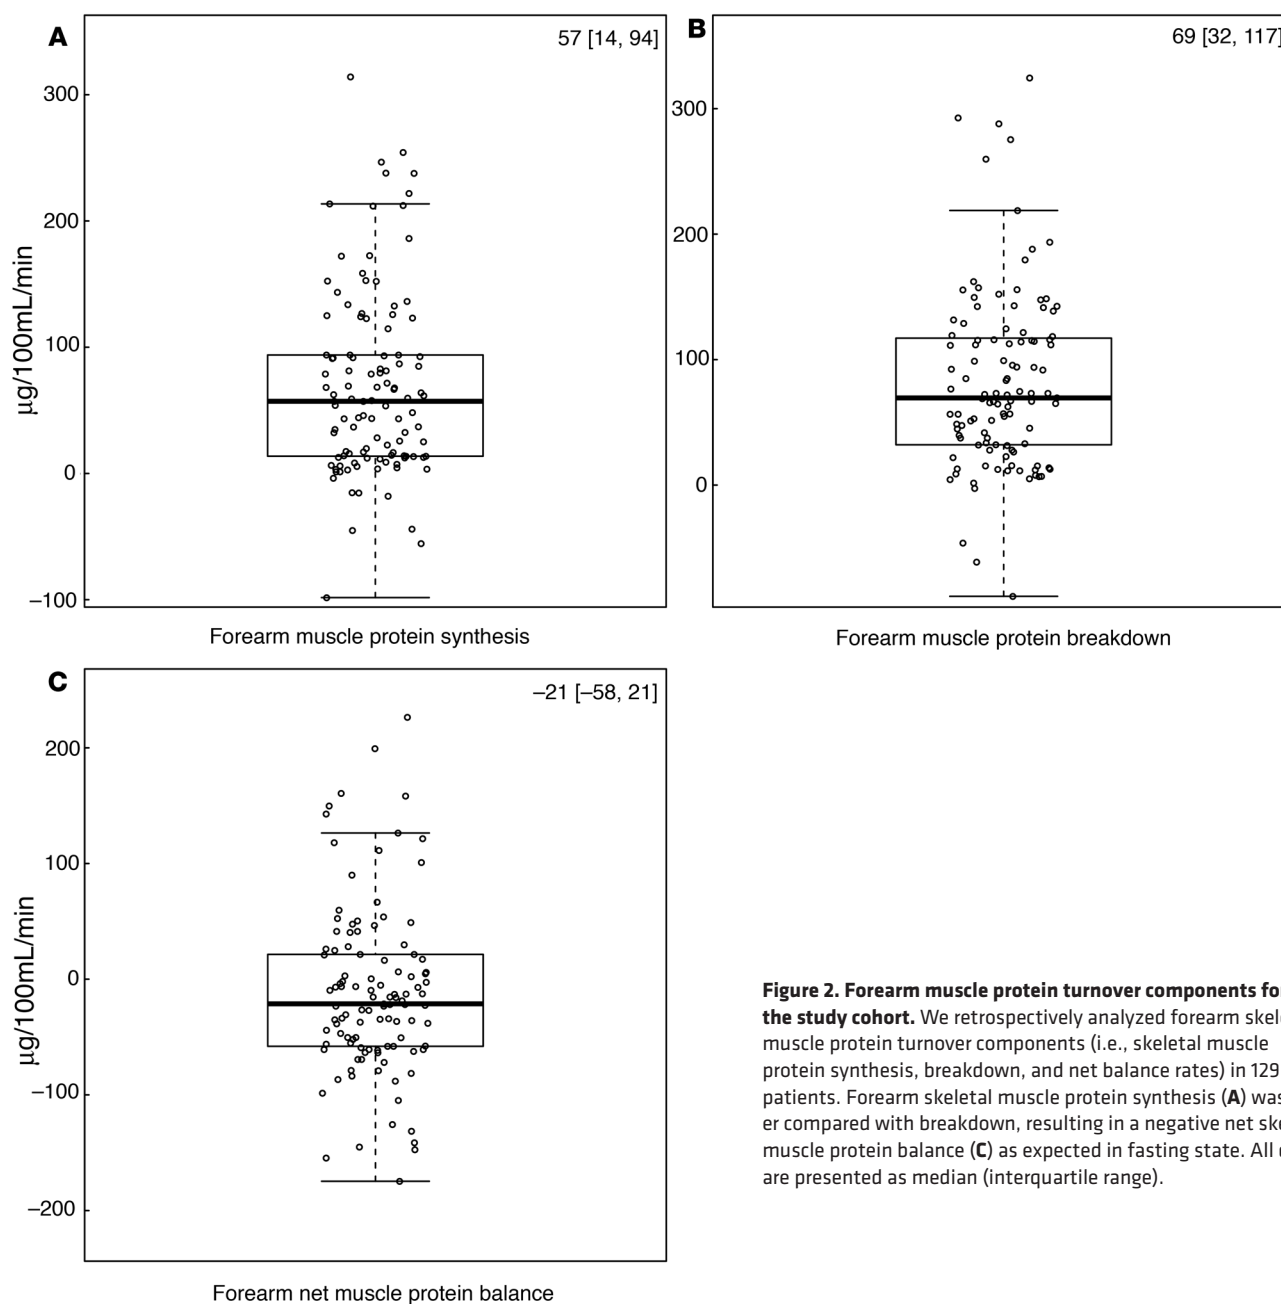 A
57 [14, 94]
300
200
100
0
–100
µg/100mL/min
Forearm muscle protein synthesis
B
69 [32, 117]
300
200
100
0
Forearm muscle protein breakdown
C
–21 [–58, 21]
200
100
0
–100
–200
µg/100mL/min
Forearm net muscle protein balance
Figure 2. Forearm muscle protein turnover components for
the study cohort. We retrospectively analyzed forearm skele
muscle protein turnover components (i.e., skeletal muscle
protein synthesis, breakdown, and net balance rates) in 129
patients. Forearm skeletal muscle protein synthesis (A) was
er compared with breakdown, resulting in a negative net ske
muscle protein balance (C) as expected in fasting state. All
are presented as median (interquartile range).